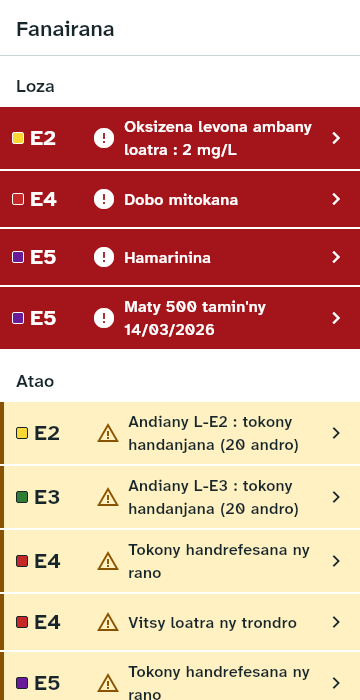 Fanairana
Loza
E2
Oksizena levona ambany
loatra : 2 mg/L
E4
Dobo mitokana
E5
Hamarinina
E5
Maty 500 tamin'ny
14/03/2026
Atao
E2
Andiany L-E2 : tokony
handanjana (20 andro)
E3
Andiany L-E3 : tokony
handanjana (20 andro)
E4
Tokony handrefesana ny
rano
E4
Vitsy loatra ny trondro
E5
Tokony handrefesana ny
rano